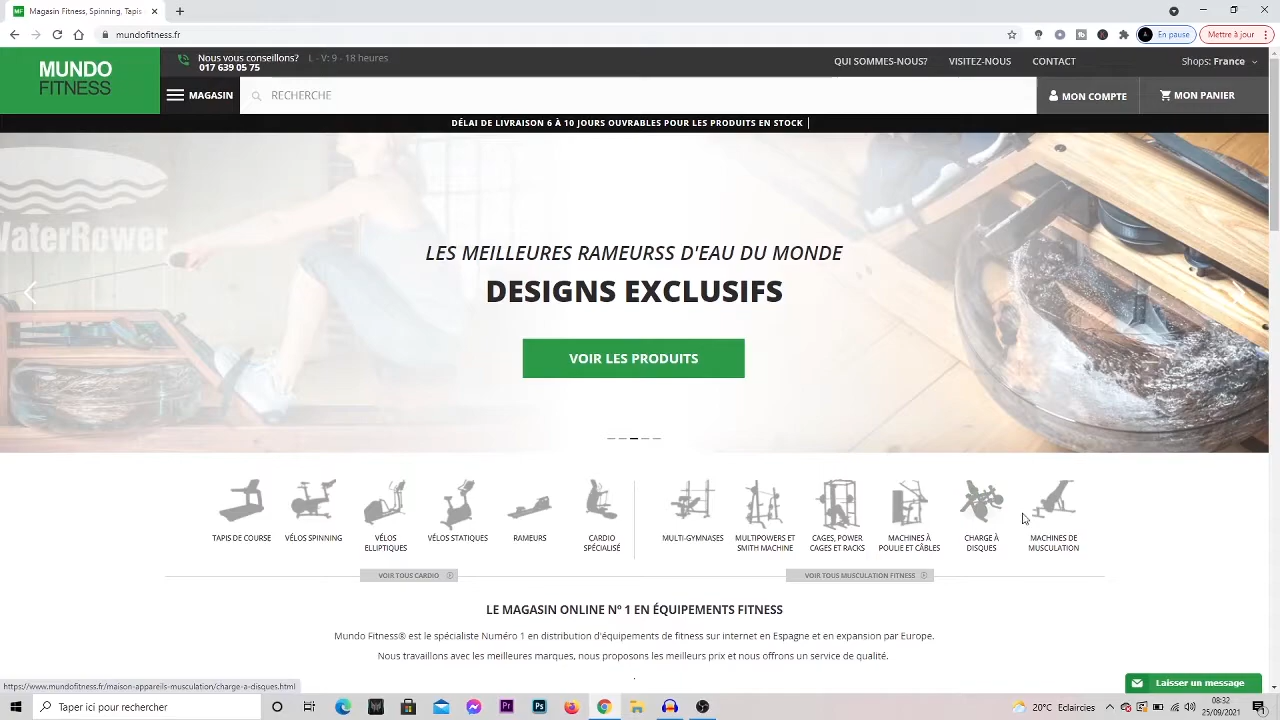 Magasin Fitness, Spinning, Tapis
mundofitness.fr
En pause
Mettre à jour
MUNDO
FITNESS
Nous vous conseillons? L - V: 9 - 18 heures
017 639 05 75
QUI SOMMES-NOUS?
VISITEZ-NOUS
CONTACT
Shops: France
MAGASIN
RECHERCHE
MON COMPTE
MON PANIER
DÉLAI DE LIVRAISON 6 À 10 JOURS OUVRABLES POUR LES PRODUITS EN STOCK
WaterRower
LES MEILLEURES RAMEURSS D'EAU DU MONDE
DESIGNS EXCLUSIFS
VOIR LES PRODUITS
TAPIS DE COURSE
VÉLOS SPINNING
VÉLOS
ELLIPTIQUES
VÉLOS STATIQUES
RAMEURS
CARDIO
SPÉCIALISÉ
MULTI-GYMNASES
MULTIPOWERS ET
SMITH MACHINE
CAGES, POWER
CAGES ET RACKS
MACHINES À
POULIE ET CÂBLES
CHARGE À
DISQUES
MACHINES DE
MUSCULATION
VOIR TOUS CARDIO
VOIR TOUS MUSCULATION FITNESS
LE MAGASIN ONLINE Nº 1 EN ÉQUIPEMENTS FITNESS
Mundo Fitness® est le spécialiste Numéro 1 en distribution d'équipements de fitness sur internet en Espagne et en expansion par Europe.
Nous travaillons avec les meilleures marques, nous proposons les meilleurs prix et nous offrons un service de qualité.
.
https://www.mundofitness.fr/maison-appareils-musculation/charge-a-disques.html
Laisser un message
Taper ici pour rechercher
20°C Éclaircies
08:32
25/09/2021